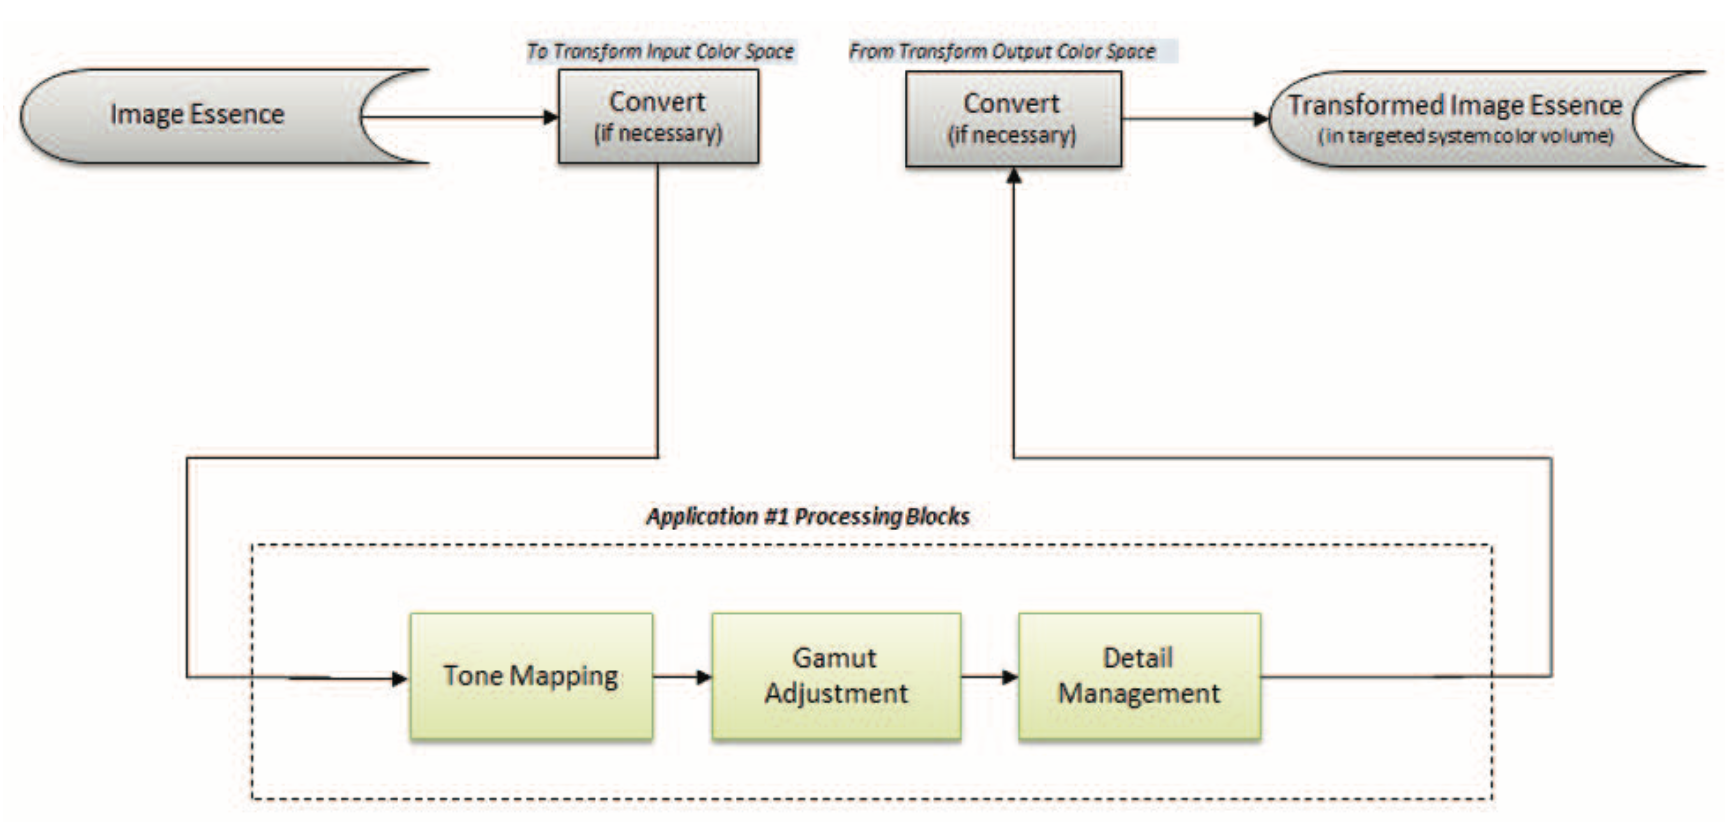 To Transform Input Color Space
From Transform Output Color Space
Image Essence
Convert
(if necessary)
Convert
(if necessary)
Transformed Image Essence
(in targeted system color volume)
Application #1 Processing Blocks
Tone Mapping
Gamut
Adjustment
Detail
Management